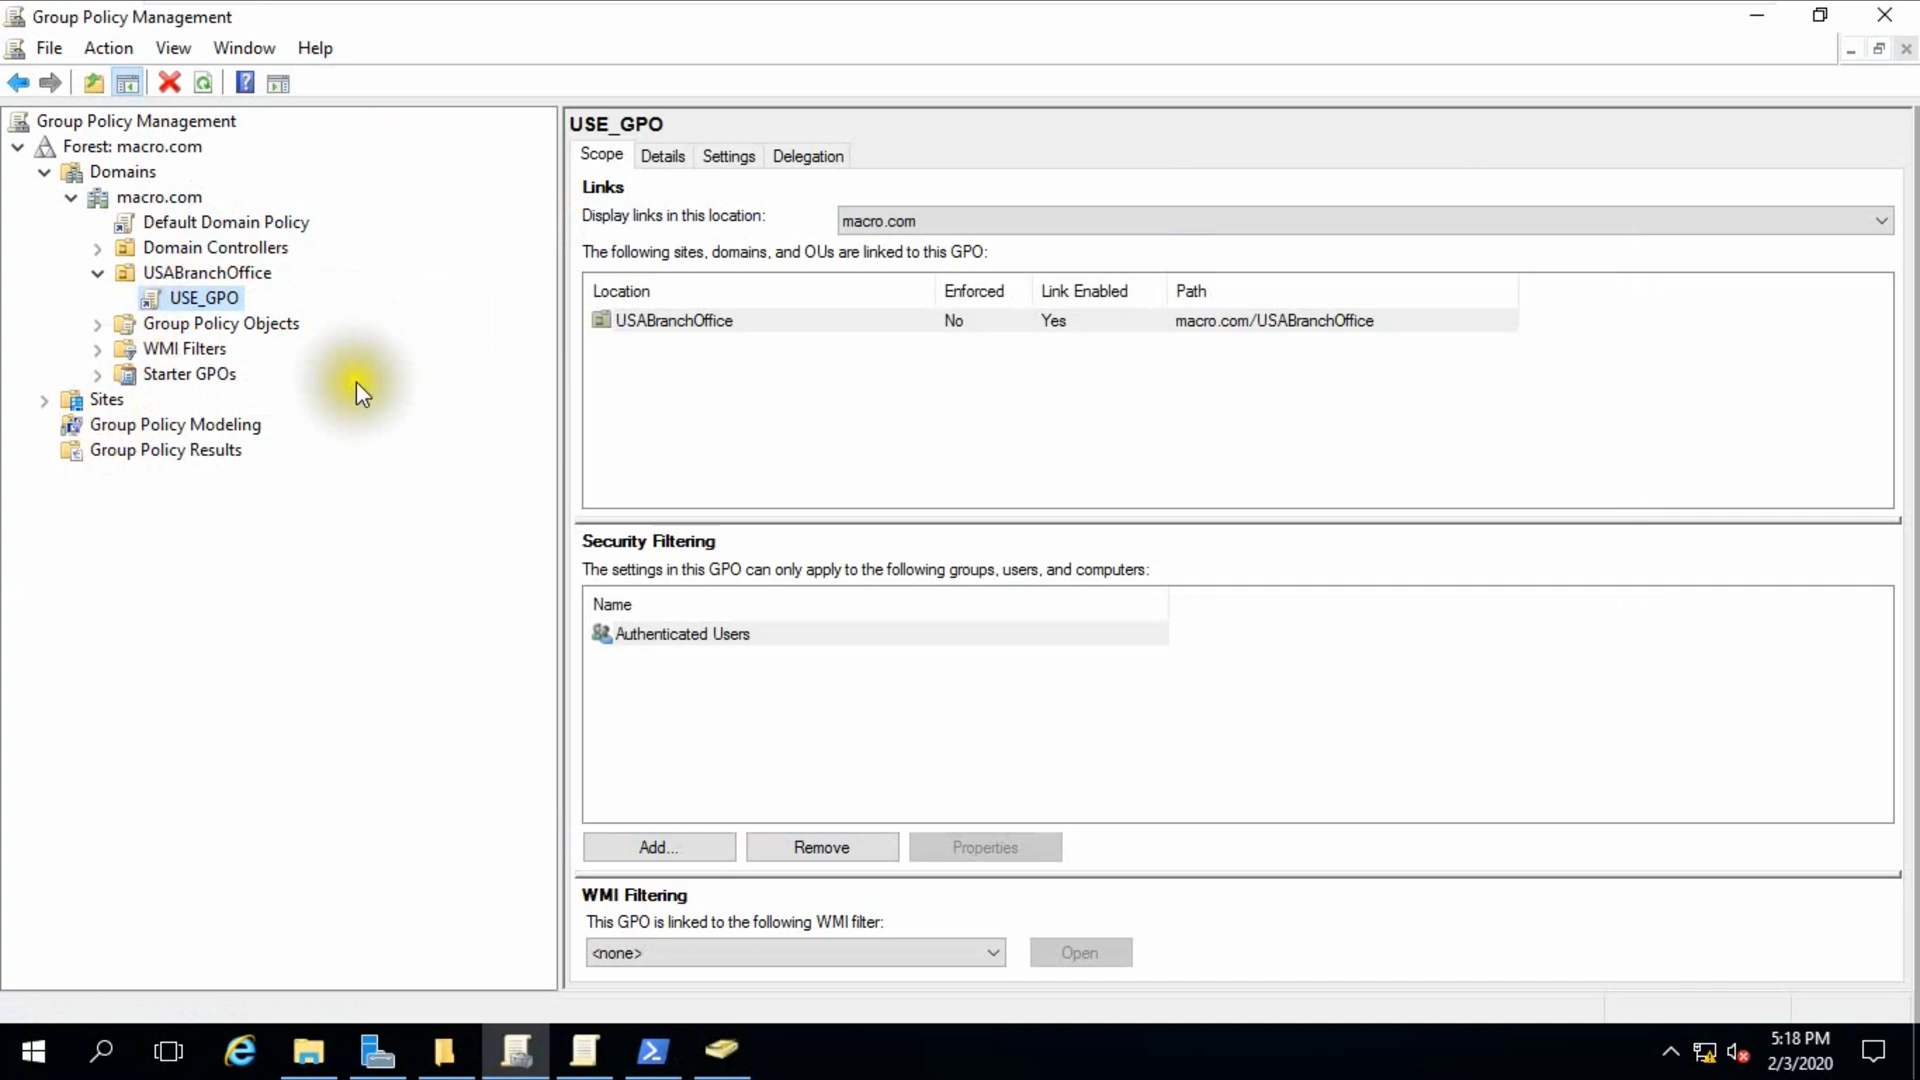 Group Policy Management
File Action View Window Help
Group Policy Management
Forest: macro.com
Domains
macro.com
Default Domain Policy
Domain Controllers
USABranchOffice
USE_GPO
Group Policy Objects
WMI Filters
Starter GPOs
Sites
Group Policy Modeling
Group Policy Results
USE_GPO
Scope Details Settings Delegation
Links
Display links in this location: macro.com
The following sites, domains, and OUs are linked to this GPO:
Location Enforced Link Enabled Path
USABranchOffice No Yes macro.com/USABranchOffice
Security Filtering
The settings in this GPO can only apply to the following groups, users, and computers:
Name
Authenticated Users
Add... Remove Properties
WMI Filtering
This GPO is linked to the following WMI filter:
<none> Open
5:18 PM
2/3/2020